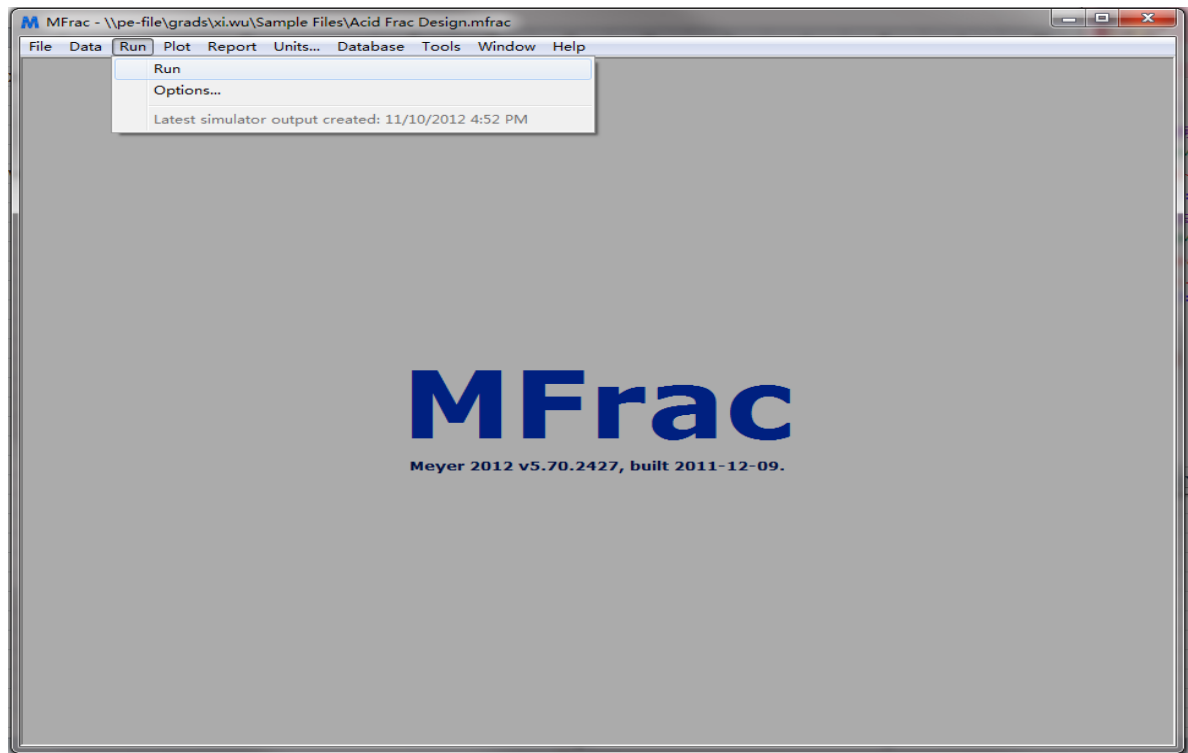 MFrac - \\pe-file\grads\xi.wu\Sample Files\Acid Frac Design.mfrac
File Data Run Plot Report Units... Database Tools Window Help
Run
Options...
Latest simulator output created: 11/10/2012 4:52 PM
MFrac
Meyer 2012 v5.70.2427, built 2011-12-09.